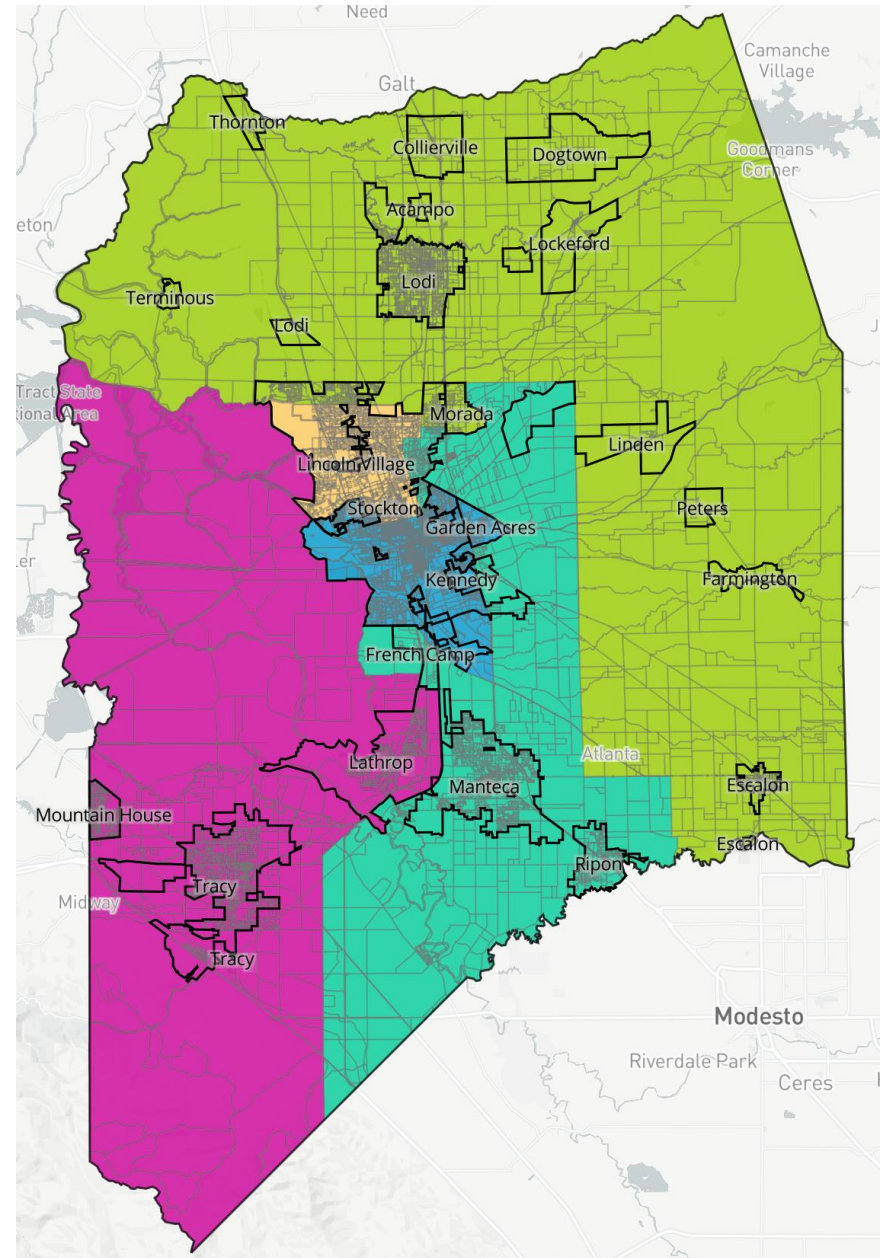 Need
Camanche
Village
Galt
Thornton
Collierville
Dogtown
Goodmans
Corner
Acampo
eton
Lockeford
Lodi
Terminous
Lodi
J
Tract State
ional Area
Morada
Linden
Lincoln Village
Stockton
Peters
Garden Acres
ler
Kennedy
Farmington
French Camp
Atlanta
Lathrop
Manteca
Escalon
Mountain House
Escalon
Ripon
Tracy
Midway
Tracy
Modesto
Riverdale Park
Ceres